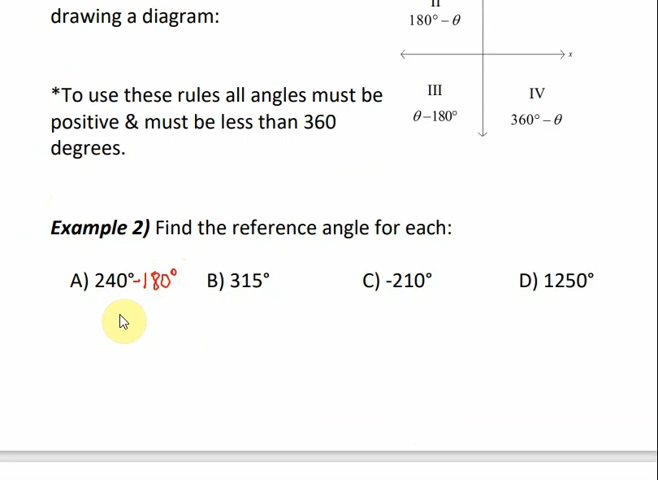 drawing a diagram:
II
180° – θ
x
*To use these rules all angles must be
positive & must be less than 360
degrees.
III
IV
θ–180°
360° – θ
Example 2) Find the reference angle for each:
A) 240°-180° B) 315° C) -210° D) 1250°